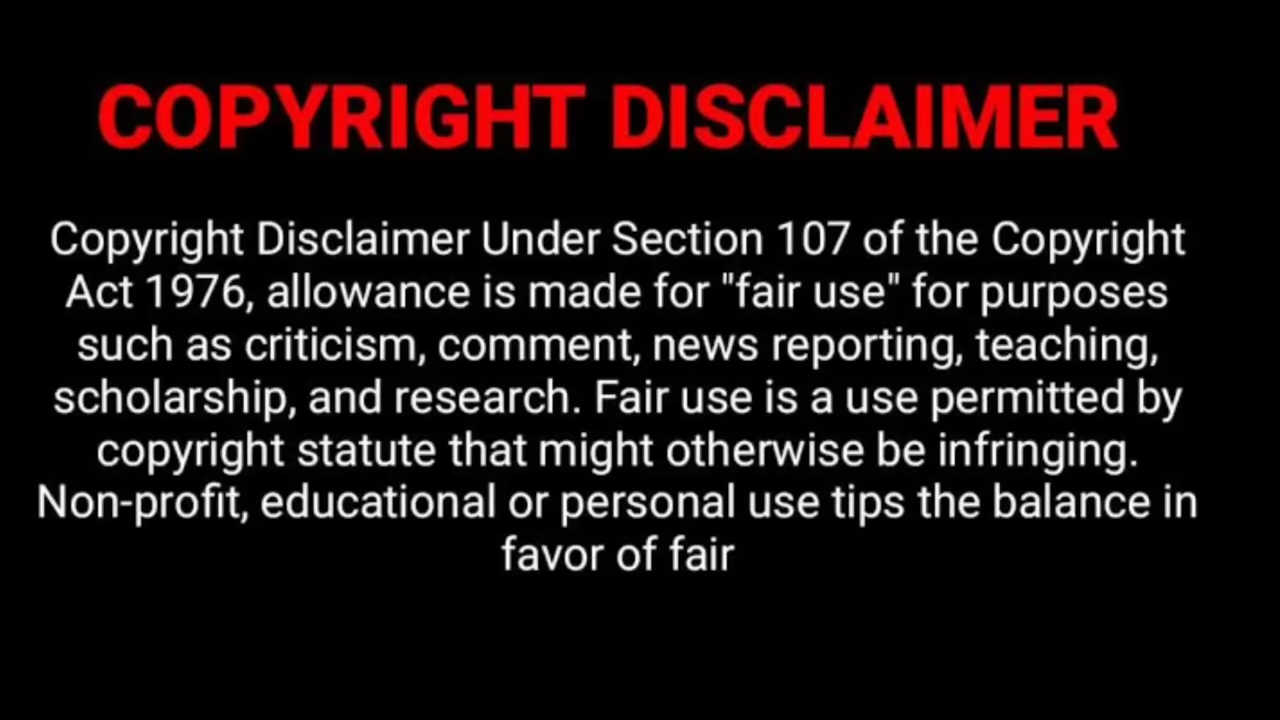 COPYRIGHT DISCLAIMER
Copyright Disclaimer Under Section 107 of the Copyright
Act 1976, allowance is made for "fair use" for purposes
such as criticism, comment, news reporting, teaching,
scholarship, and research. Fair use is a use permitted by
copyright statute that might otherwise be infringing.
Non-profit, educational or personal use tips the balance in
favor of fair